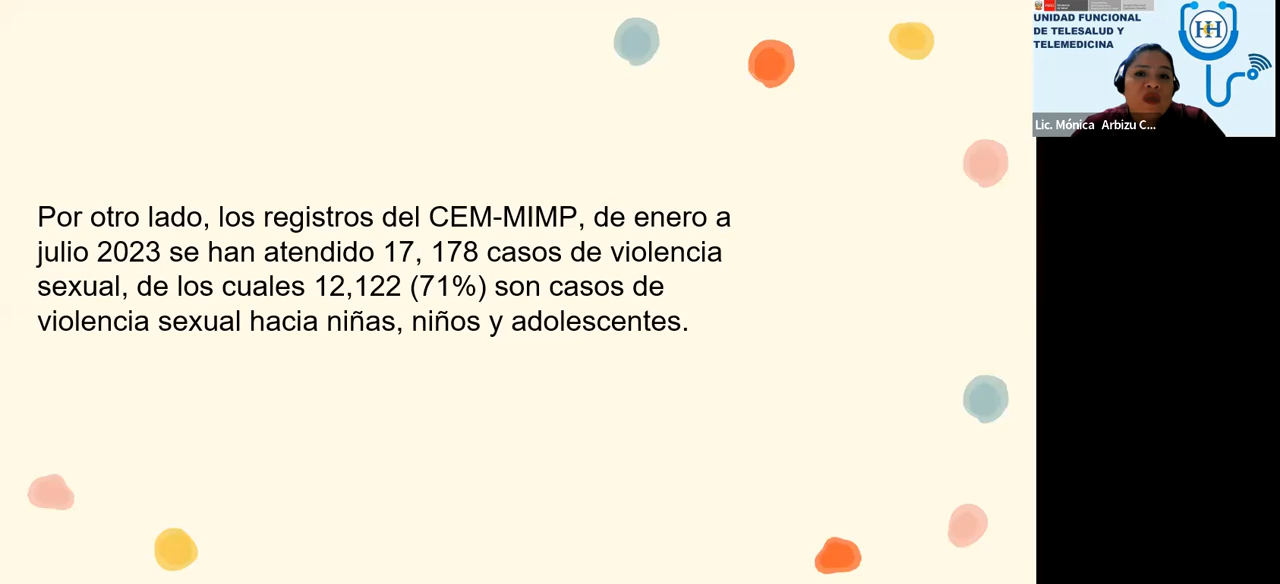 UNIDAD FUNCIONAL
DE TELESALUD Y
TELEMEDICINA
Lic. Mónica Arbizu C...
Por otro lado, los registros del CEM-MIMP, de enero a
julio 2023 se han atendido 17, 178 casos de violencia
sexual, de los cuales 12,122 (71%) son casos de
violencia sexual hacia niñas, niños y adolescentes.